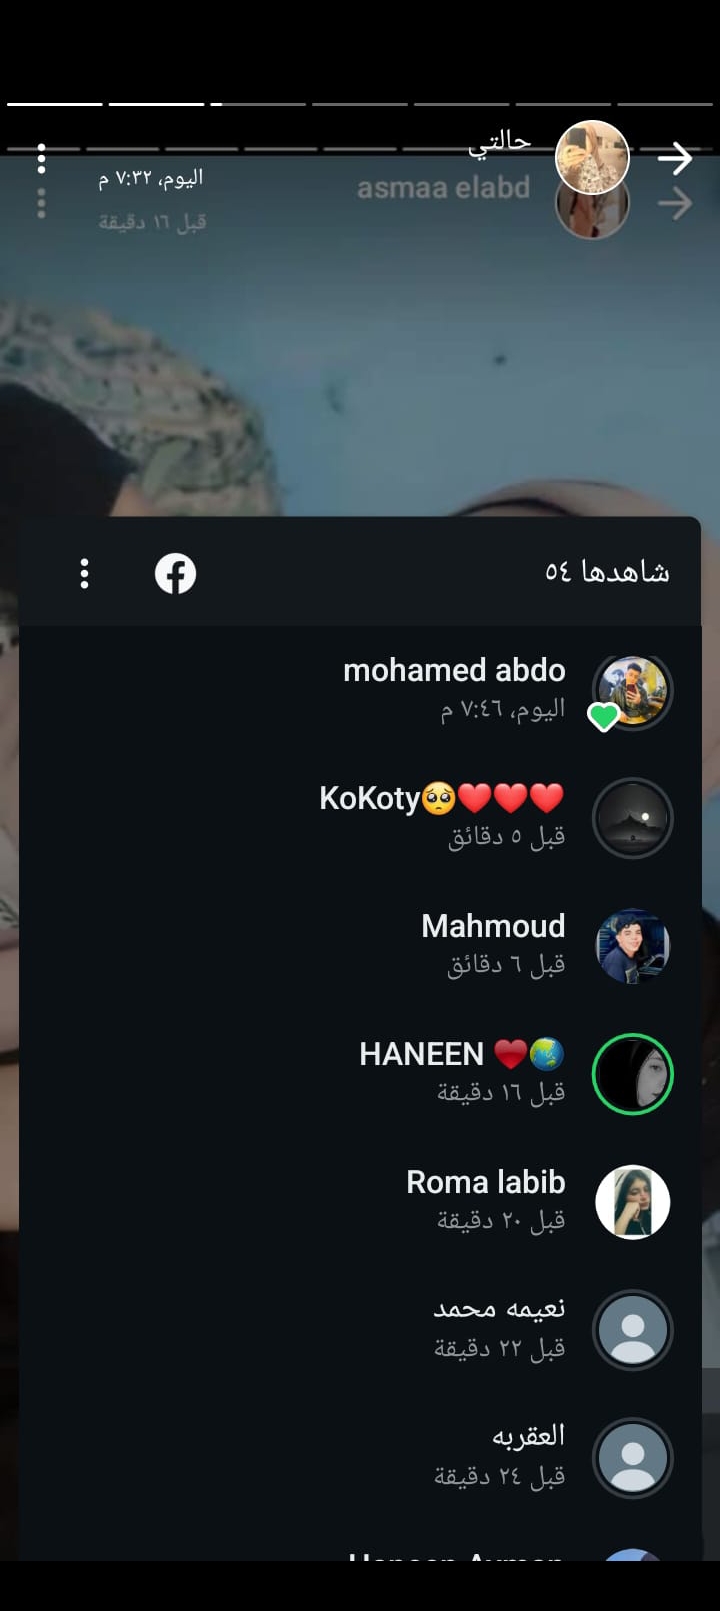 حالتي
اليوم، ٧:٣٢ م
asmaa elabd
قبل ١٦ دقيقة
شاهدها ٥٤
mohamed abdo
اليوم، ٧:٤٦ م
KoKoty🥺❤️❤️❤️
قبل ٥ دقائق
Mahmoud
قبل ٦ دقائق
HANEEN ❤️🌏
قبل ١٦ دقيقة
Roma labib
قبل ٢٠ دقيقة
نعيمه محمد
قبل ٢٢ دقيقة
العقربه
قبل ٢٤ دقيقة